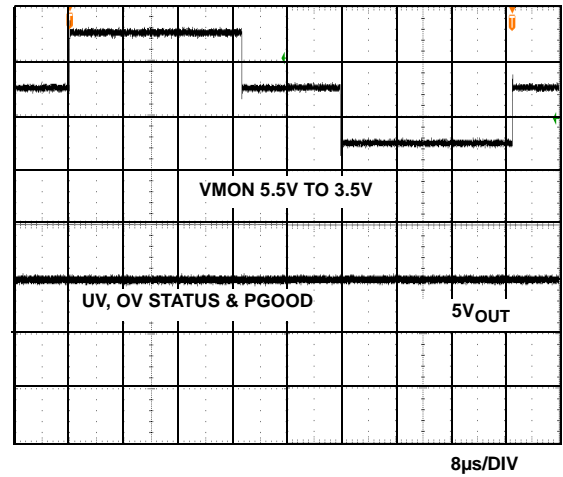 T
T
VMON 5.5V TO 3.5V
UV, OV STATUS & PGOOD
5VOUT
8µs/DIV